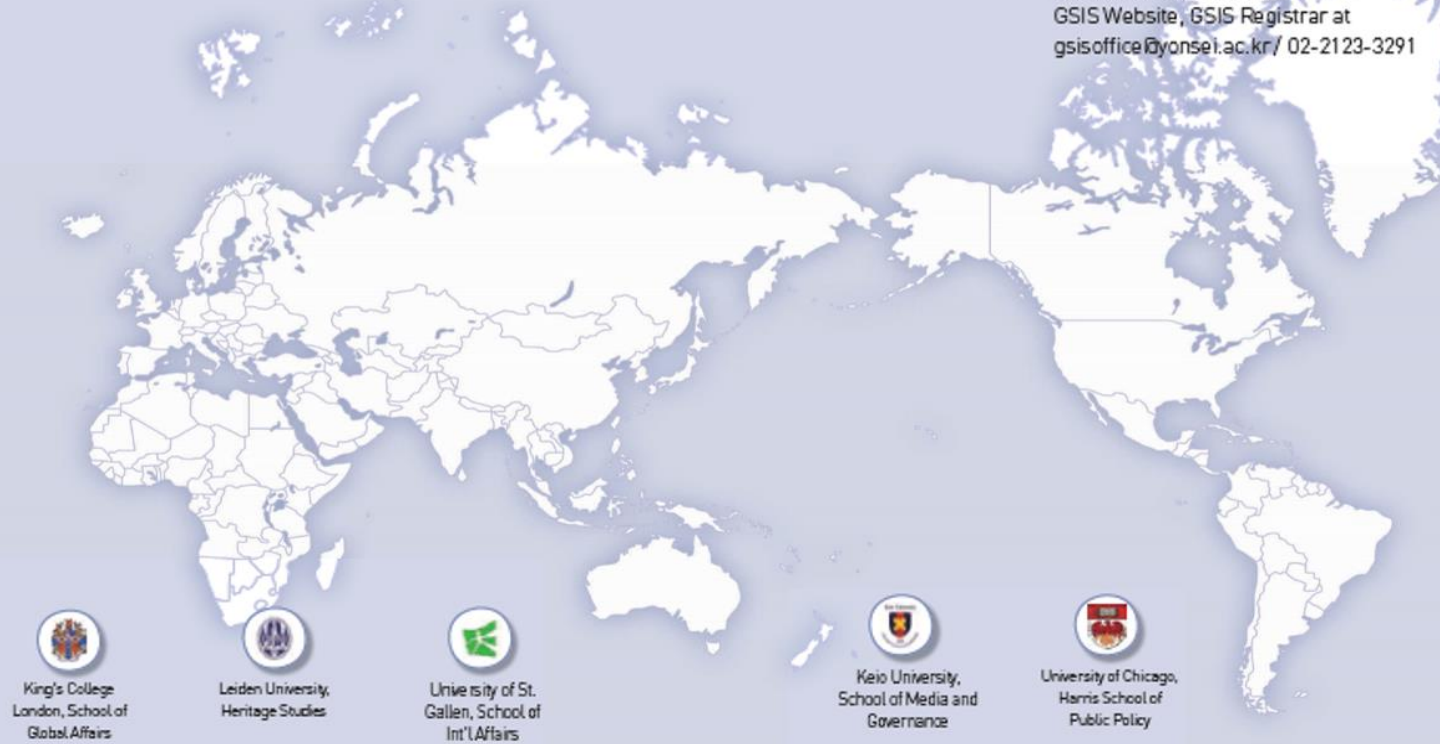 GSIS Website, GSIS Registrar at
gsisoffice@yonsei.ac.kr/ 02-2123-3291
King's College
London, School of
Global Affairs
Leiden University,
Heritage Studies
University of St.
Gallen, School of
Int'l Affairs
Keio University,
School of Media and
Governance
University of Chicago,
Harris School of
Public Policy